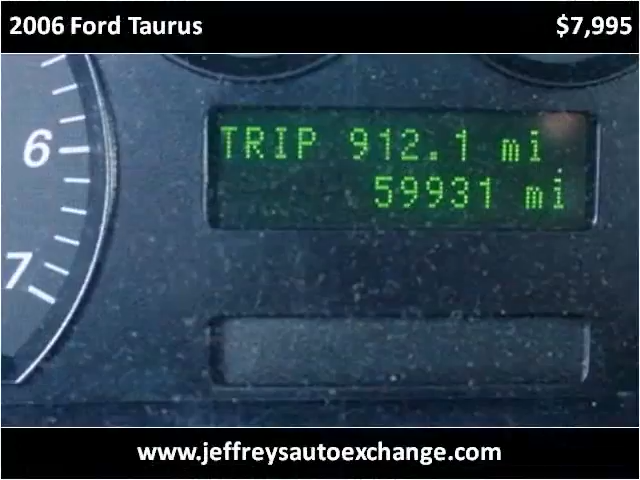 2006 Ford Taurus $7,995
6
TRIP 912.1 mi
59931 mi
7
www.jeffreysautoexchange.com